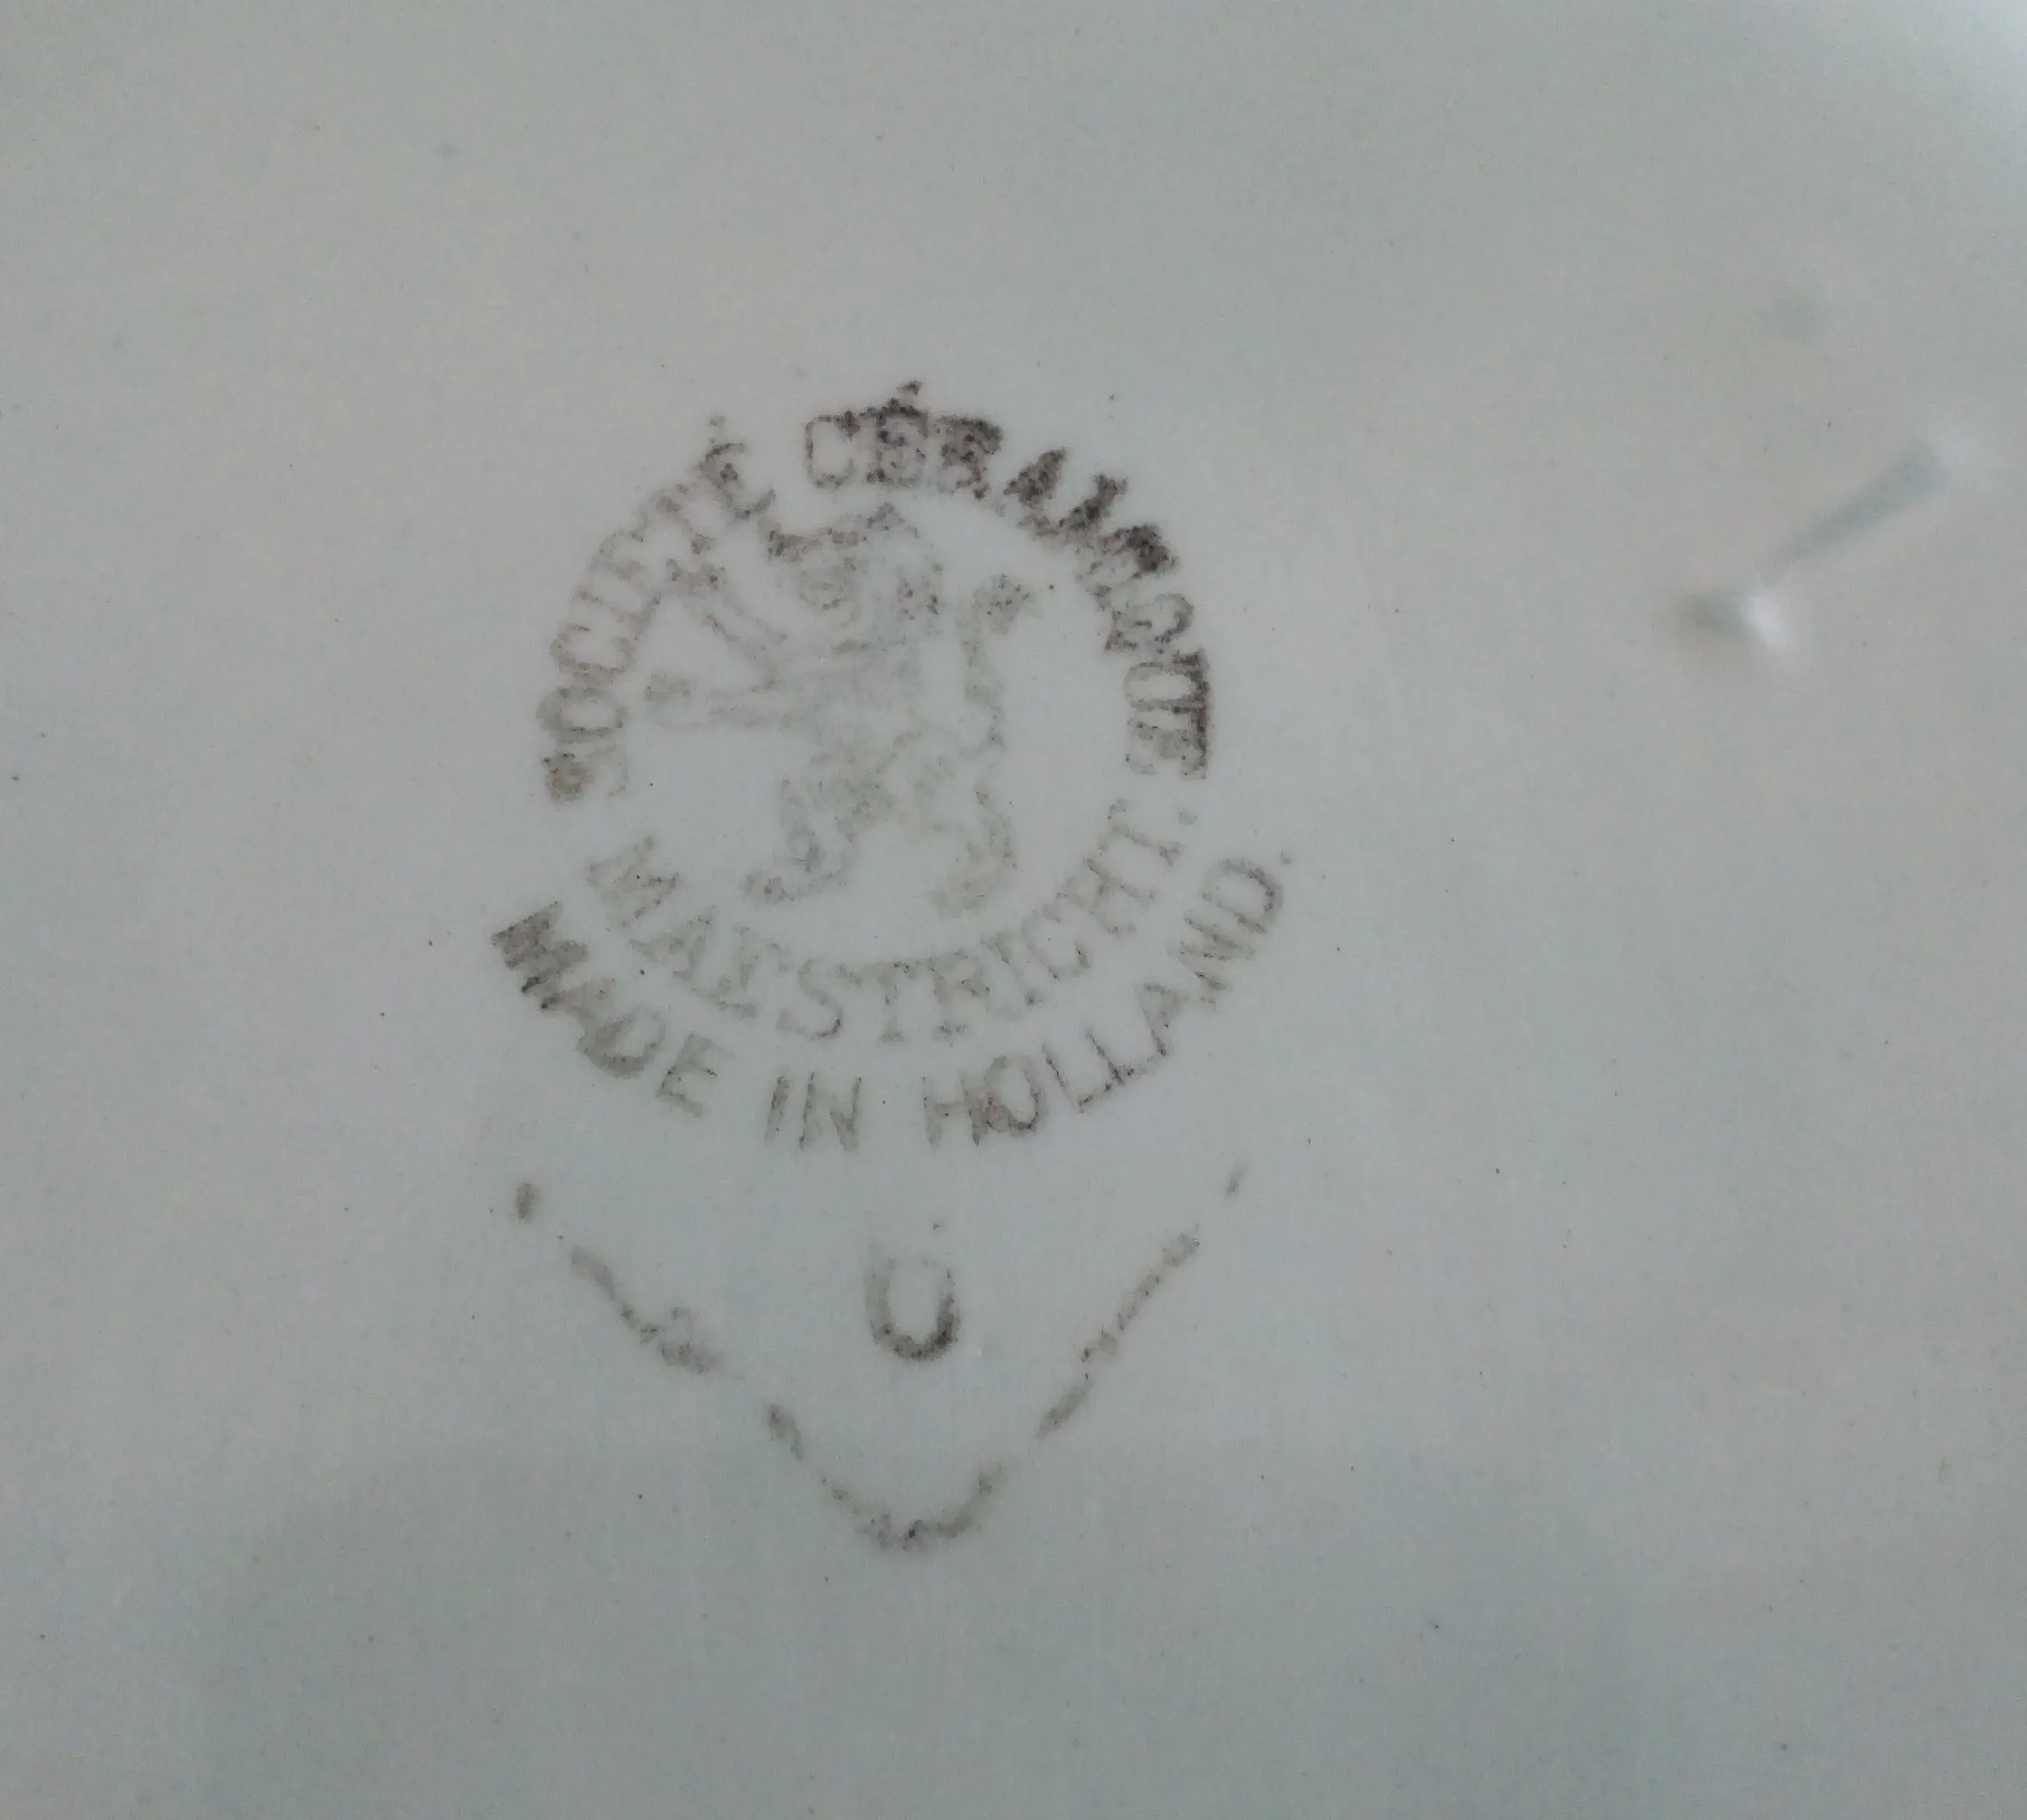 SOCIÉTÉ CÉRAMIQUE
MAESTRICHT.
MADE IN HOLLAND.
U